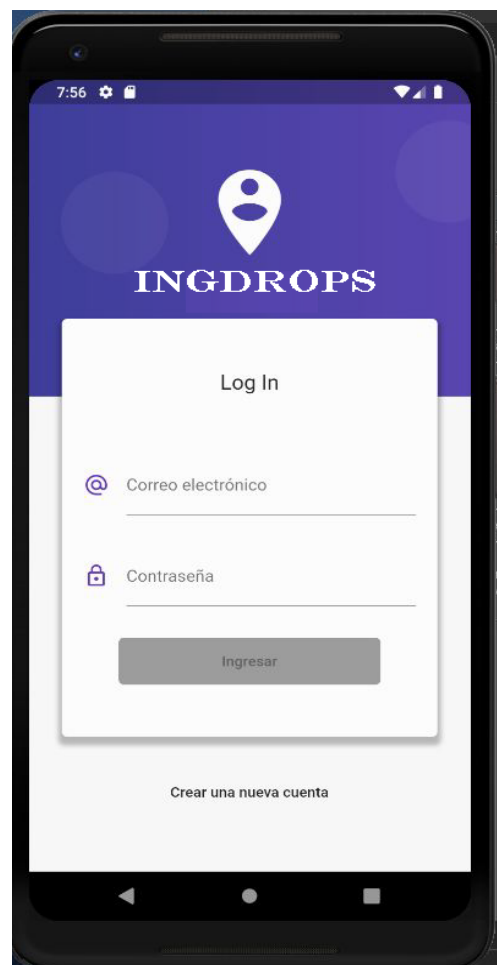 7:56
INGDROPS
Log In
Correo electrónico
Contraseña
Ingresar
Crear una nueva cuenta